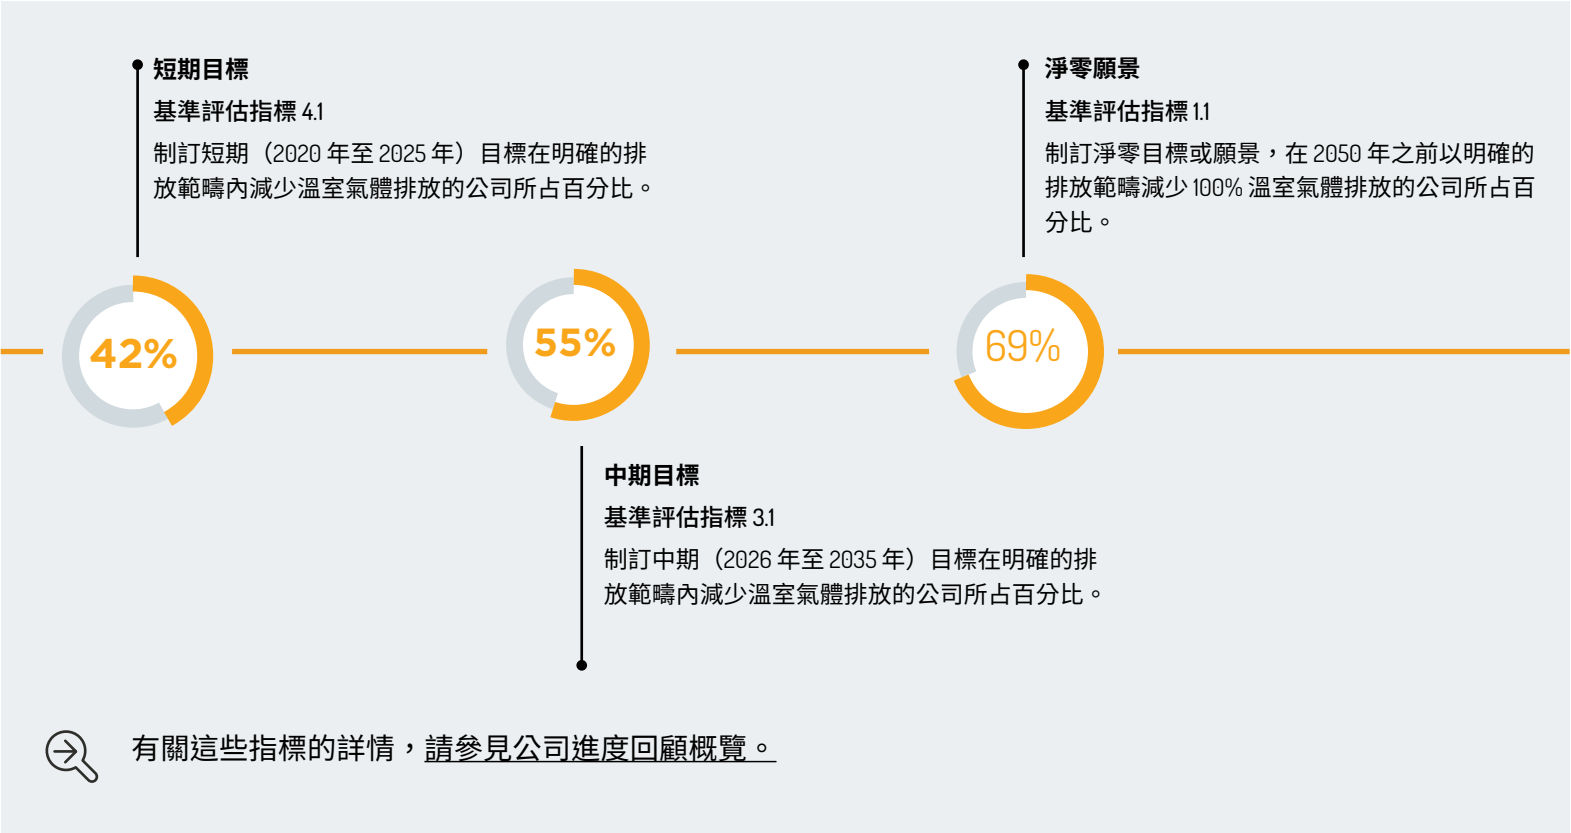 短期目標
基準評估指標 4.1
制訂短期（2020 年至 2025 年）目標在明確的排
放範疇內減少溫室氣體排放的公司所占百分比。
42%
55%
中期目標
基準評估指標 3.1
制訂中期（2026 年至 2035 年）目標在明確的排
放範疇內減少溫室氣體排放的公司所占百分比。
淨零願景
基準評估指標 1.1
制訂淨零目標或願景，在 2050 年之前以明確的
排放範疇減少 100% 溫室氣體排放的公司所占百
分比。
69%
有關這些指標的詳情，請參見公司進度回顧概覽。